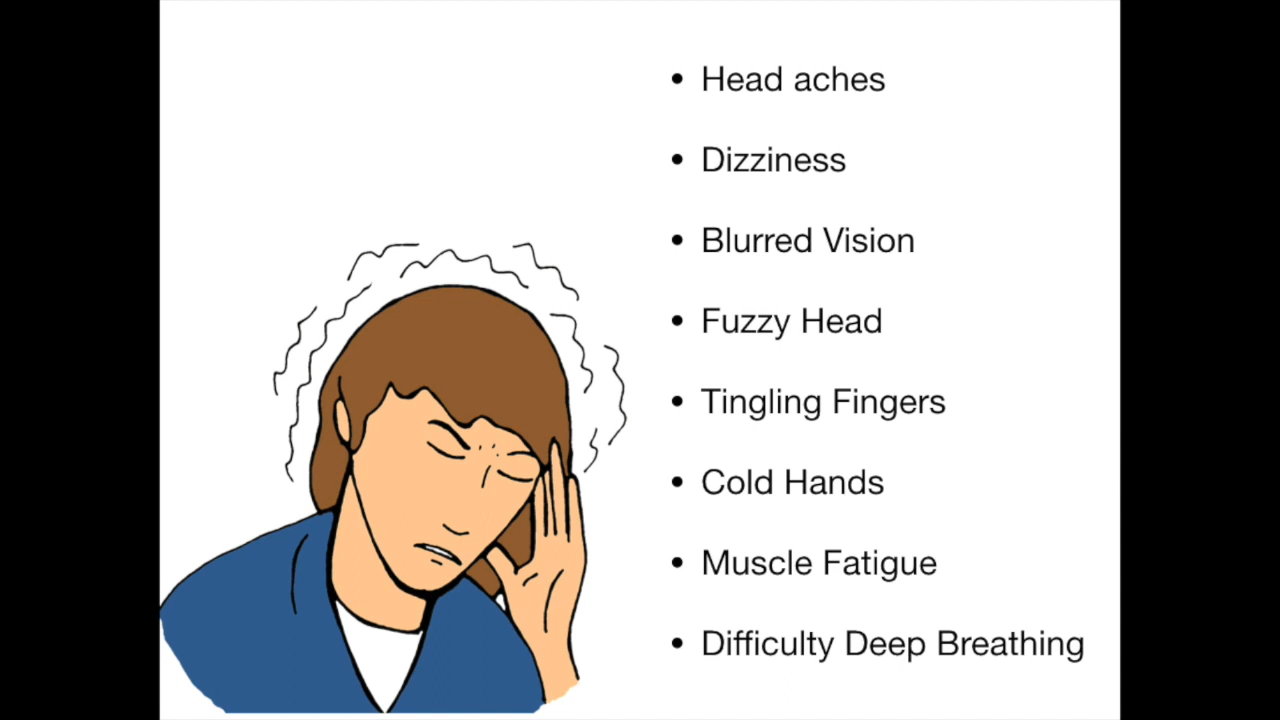 • Head aches
• Dizziness
• Blurred Vision
• Fuzzy Head
• Tingling Fingers
• Cold Hands
• Muscle Fatigue
• Difficulty Deep Breathing